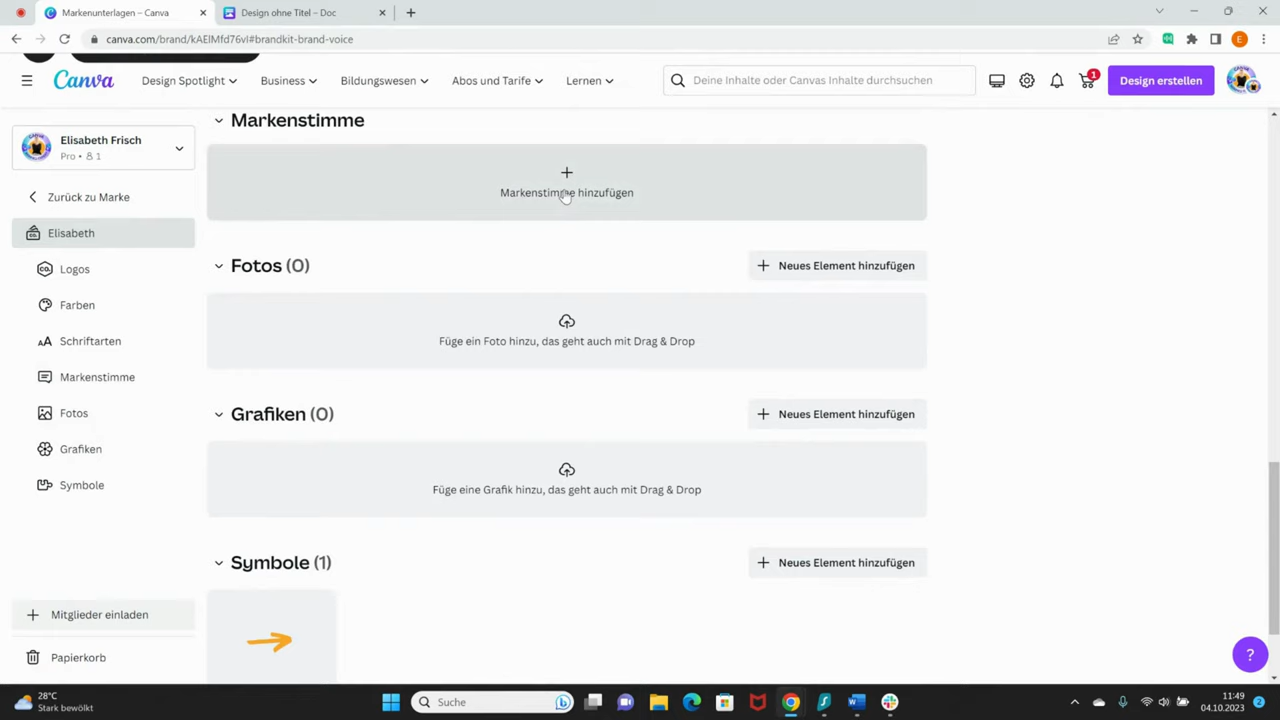 Markenunterlagen – Canva
Design ohne Titel – Doc
canva.com/brand/kAElMfd76vI#brandkit-brand-voice
Canva
Design Spotlight
Business
Bildungswesen
Abos und Tarife
Lernen
Deine Inhalte oder Canvas Inhalte durchsuchen
1
Design erstellen
Elisabeth Frisch
Pro • 1
Zurück zu Marke
Elisabeth
Logos
Farben
Schriftarten
Markenstimme
Fotos
Grafiken
Symbole
Mitglieder einladen
Papierkorb
Markenstimme
Markenstimme hinzufügen
Fotos (0)
Neues Element hinzufügen
Füge ein Foto hinzu, das geht auch mit Drag & Drop
Grafiken (0)
Neues Element hinzufügen
Füge eine Grafik hinzu, das geht auch mit Drag & Drop
Symbole (1)
Neues Element hinzufügen
?
28°C
Stark bewölkt
Suche
11:49
04.10.2023
2